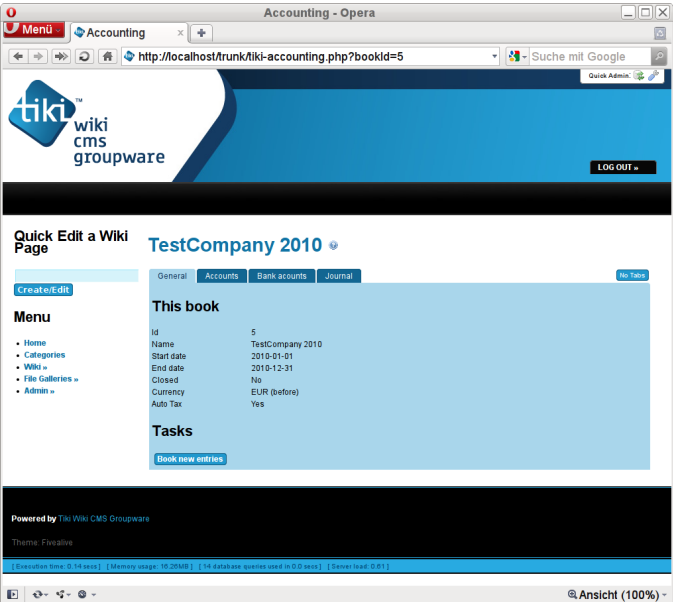 Accounting - Opera
Menü
Accounting
http://localhost/trunk/tiki-accounting.php?bookId=5
Suche mit Google
Quick Admin:
tiki™
wiki
cms
groupware
LOG OUT »
Quick Edit a Wiki
Page
TestCompany 2010
General Accounts Bank acounts Journal No Tabs
Create/Edit
This book
Menu
Id 5
Name TestCompany 2010
Start date 2010-01-01
End date 2010-12-31
Closed No
Currency EUR (before)
Auto Tax Yes
Home
Categories
Wiki »
File Galleries »
Admin »
Tasks
Book new entries
Powered by Tiki Wiki CMS Groupware
Theme: Fivealive
[ Execution time: 0.14 secs ] [ Memory usage: 16.26MB ] [ 14 database queries used in 0.0 secs ] [ Server load: 0.61 ]
Ansicht (100%)